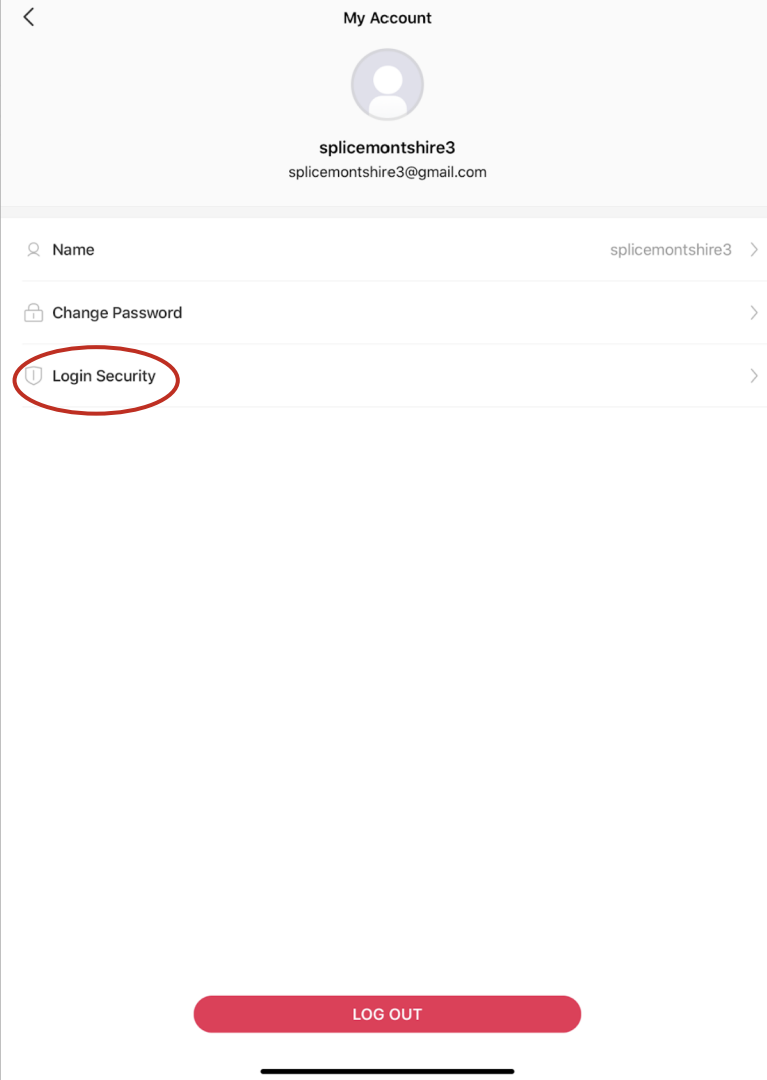 My Account
splicemontshire3
splicemontshire3@gmail.com
Name splicemontshire3
Change Password
Login Security
LOG OUT